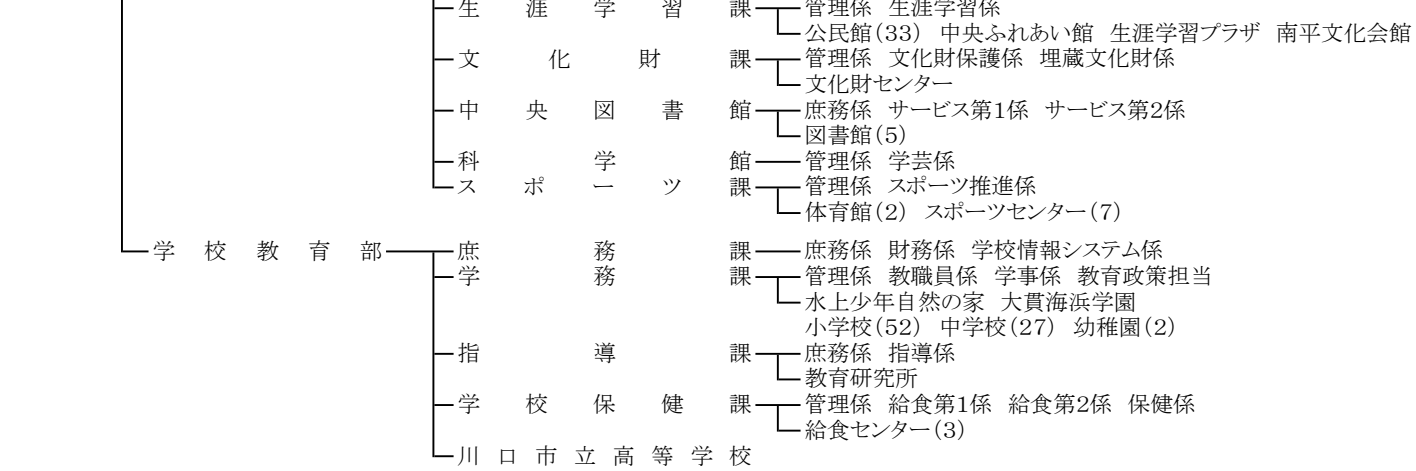 生涯学習課 管理係 生涯学習係
公民館(33) 中央ふれあい館 生涯学習プラザ 南平文化会館
文化財課 管理係 文化財保護係 埋蔵文化財係
文化財センター
中央図書館 庶務係 サービス第1係 サービス第2係
図書館(5)
科学館 管理係 学芸係
スポーツ課 管理係 スポーツ推進係
体育館(2) スポーツセンター(7)
学校教育部 庶務課 庶務係 財務係 学校情報システム係
学務課 管理係 教職員係 学事係 教育政策担当
水上少年自然の家 大貫海浜学園
小学校(52) 中学校(27) 幼稚園(2)
指導課 庶務係 指導係
教育研究所
学校保健課 管理係 給食第1係 給食第2係 保健係
給食センター(3)
川口市立高等学校